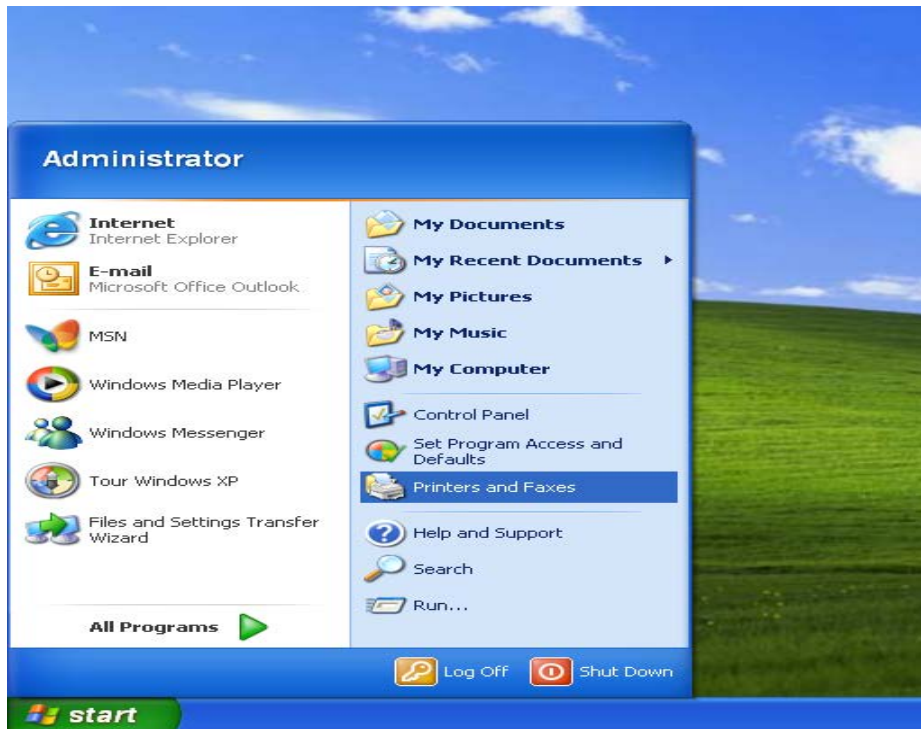 Administrator
Internet
Internet Explorer
E-mail
Microsoft Office Outlook
MSN
Windows Media Player
Windows Messenger
Tour Windows XP
Files and Settings Transfer
Wizard
All Programs
My Documents
My Recent Documents
My Pictures
My Music
My Computer
Control Panel
Set Program Access and
Defaults
Printers and Faxes
Help and Support
Search
Run...
Log Off
Shut Down
start